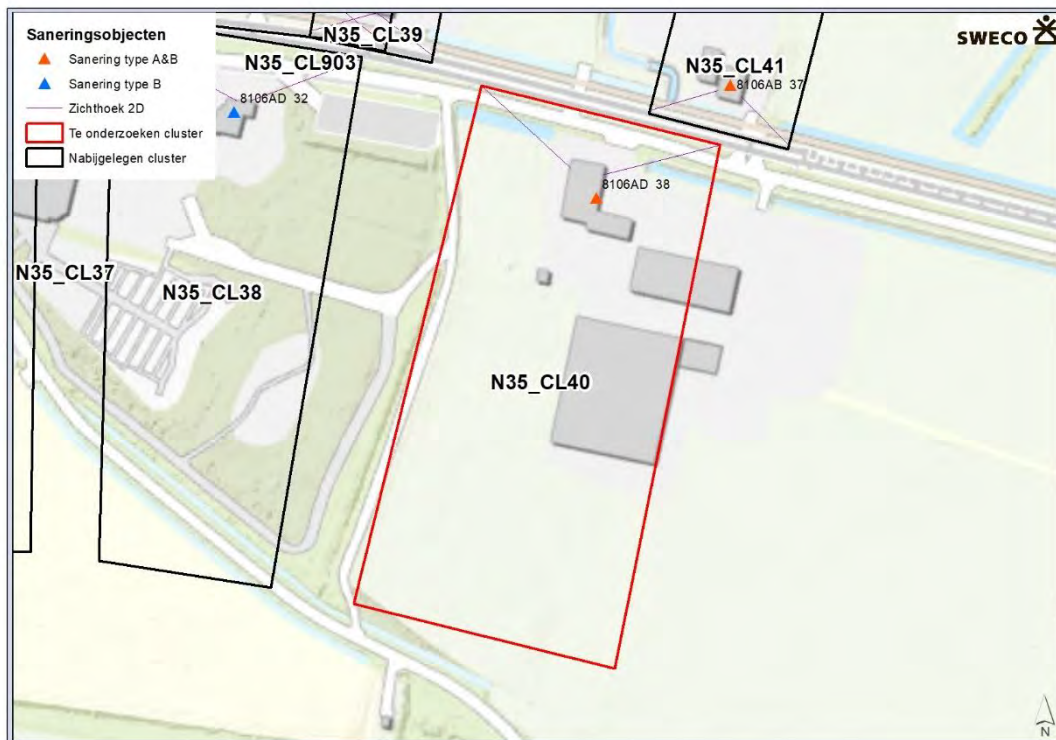 Saneringsobjecten
Sanering type A&B
Sanering type B
Zichthoek 2D
Te onderzoeken cluster
Nabijgelegen cluster
N35_CL39
N35_CL903
8106AD 32
N35_CL41
8106AB 37
SWECO
8106AD 38
N35_CL37
N35_CL38
N35_CL40
N